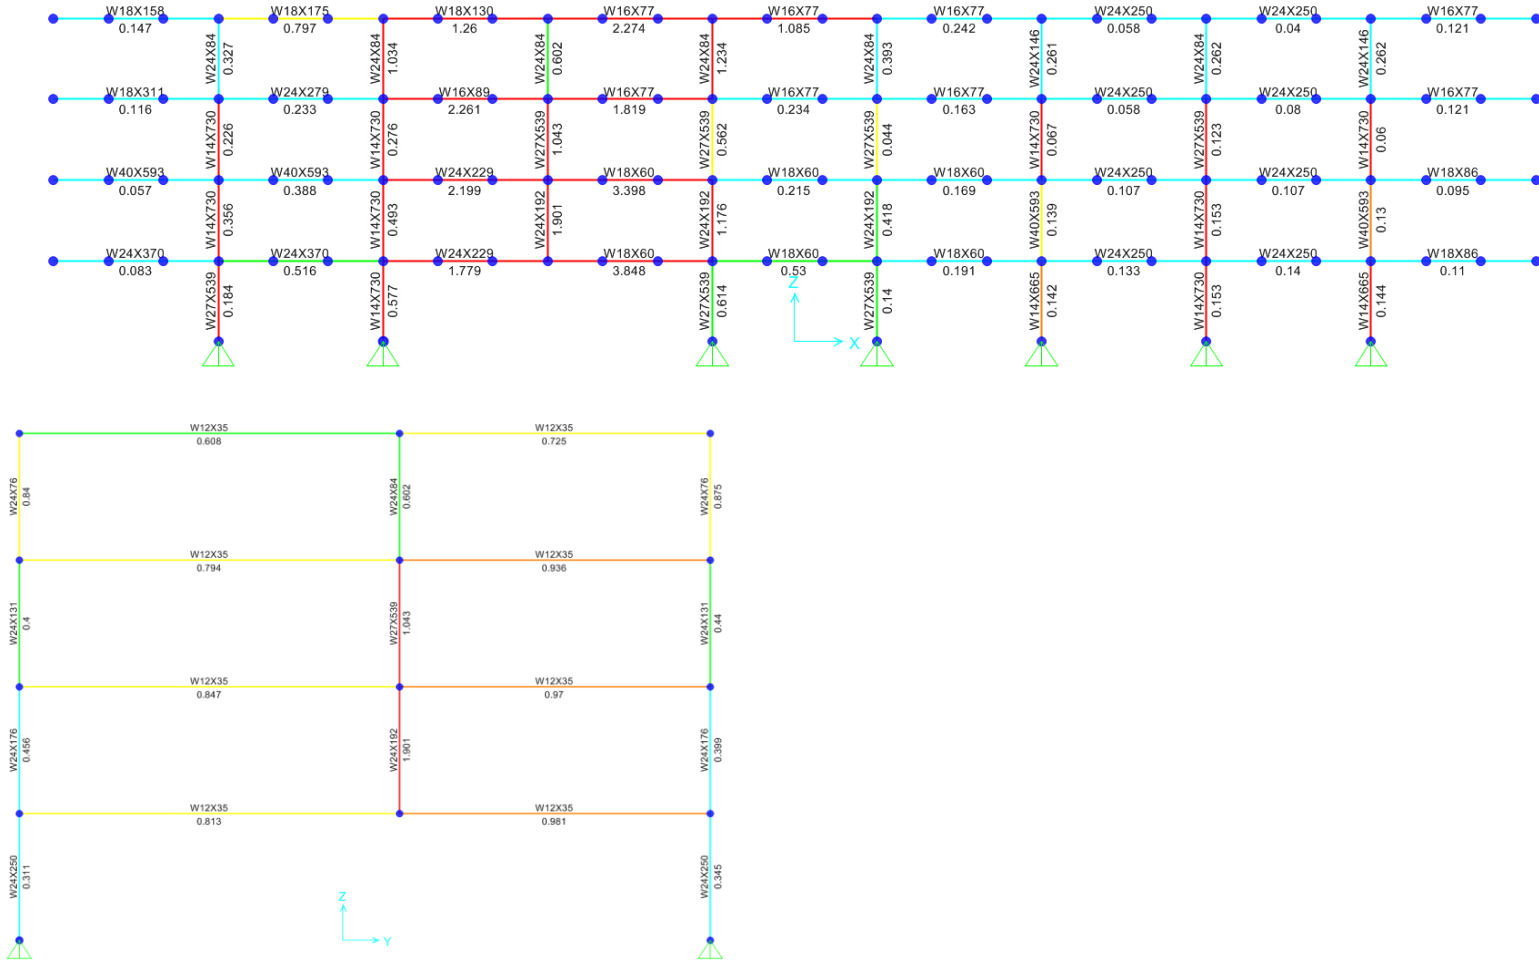 W18X158 W18X175 W18X130 W16X77 W16X77 W16X77 W24X250 W24X250 W16X77
0.147 0.797 1.26 2.274 1.085 0.242 0.058 0.04 0.121
W24X84 W24X84 W24X84 W24X84 W24X84 W24X146 W24X84 W24X146
0.327 1.034 0.602 1.234 0.393 0.261 0.262 0.262
W18X311 W24X279 W16X89 W16X77 W16X77 W16X77 W24X250 W24X250 W16X77
0.116 0.233 2.261 1.819 0.234 0.163 0.058 0.08 0.121
W14X730 W14X730 W27X539 W27X539 W27X539 W14X730 W27X539 W14X730
0.226 0.276 1.043 0.562 0.044 0.067 0.123 0.06
W40X593 W40X593 W24X229 W18X60 W18X60 W18X60 W24X250 W24X250 W18X86
0.057 0.388 2.199 3.398 0.215 0.169 0.107 0.107 0.095
W14X730 W14X730 W24X192 W24X192 W24X192 W40X593 W14X730 W40X593
0.356 0.493 1.901 1.176 0.418 0.139 0.153 0.13
W24X370 W24X370 W24X229 W18X60 W18X60 W18X60 W24X250 W24X250 W18X86
0.083 0.516 1.779 3.848 0.53 0.191 0.133 0.14 0.11
W27X539 W14X730 W27X539 W27X539 W14X665 W14X730 W14X665
0.184 0.577 0.614 0.14 0.142 0.153 0.144
Z
X
W12X35 W12X35
0.608 0.725
W24X76 W24X84 W24X76
0.84 0.602 0.875
W12X35 W12X35
0.794 0.936
W24X131 W27X539 W24X131
0.4 1.043 0.44
W12X35 W12X35
0.847 0.97
W24X176 W24X192 W24X176
0.456 1.901 0.399
W12X35 W12X35
0.813 0.981
W24X250 W24X250
0.311 0.345
Z
Y